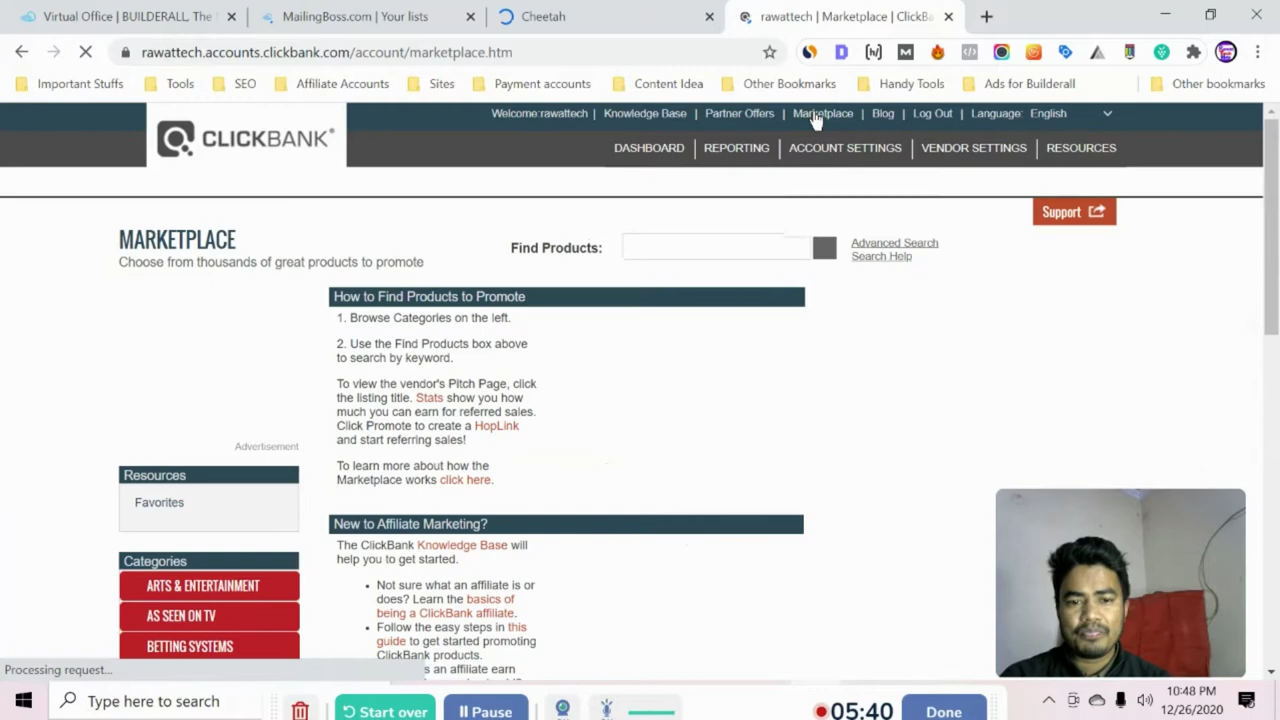 Virtual Office | BUILDERALL, The
MailingBoss.com | Your lists
Cheetah
rawattech | Marketplace | ClickBa
rawattech.accounts.clickbank.com/account/marketplace.htm
Important Stuffs
Tools
SEO
Affiliate Accounts
Sites
Payment accounts
Content Idea
Other Bookmarks
Handy Tools
Ads for Builderall
Other bookmarks
Welcome:rawattech | Knowledge Base | Partner Offers | Marketplace | Blog | Log Out | Language: English
CLICKBANK®
DASHBOARD | REPORTING | ACCOUNT SETTINGS | VENDOR SETTINGS | RESOURCES
Support
MARKETPLACE
Choose from thousands of great products to promote
Find Products:
Advanced Search
Search Help
How to Find Products to Promote
1. Browse Categories on the left.
2. Use the Find Products box above
to search by keyword.
To view the vendor's Pitch Page, click
the listing title. Stats show you how
much you can earn for referred sales.
Click Promote to create a HopLink
and start referring sales!
To learn more about how the
Marketplace works click here.
Advertisement
Resources
Favorites
Categories
ARTS & ENTERTAINMENT
AS SEEN ON TV
BETTING SYSTEMS
New to Affiliate Marketing?
The ClickBank Knowledge Base will
help you to get started.
• Not sure what an affiliate is or
does? Learn the basics of
being a ClickBank affiliate.
• Follow the easy steps in this
guide to get started promoting
ClickBank products.
an affiliate earn
Processing request...
Type here to search
Start over
Pause
05:40
Done
10:48 PM
12/26/2020